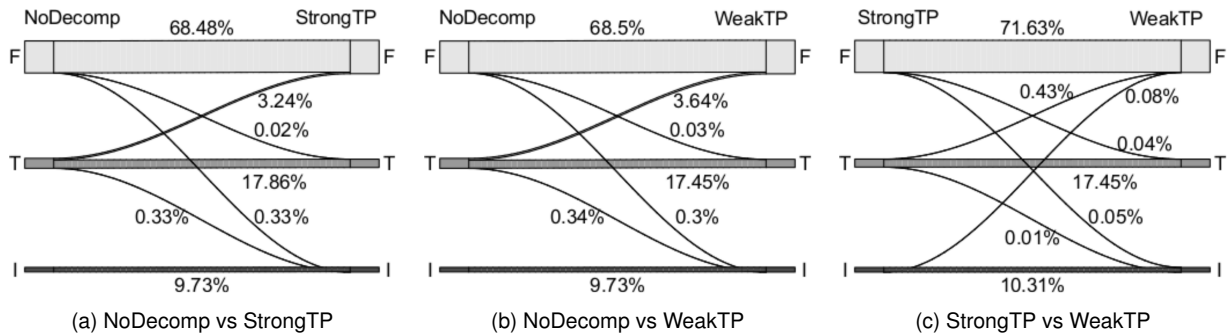 NoDecomp StrongTP
68.48%
F F
3.24%
0.02%
T T
17.86%
0.33% 0.33%
I I
9.73%
(a) NoDecomp vs StrongTP
NoDecomp WeakTP
68.5%
F F
3.64%
0.03%
T T
17.45%
0.34% 0.3%
I I
9.73%
(b) NoDecomp vs WeakTP
StrongTP WeakTP
71.63%
F F
0.43% 0.08%
0.04%
T T
17.45%
0.05%
0.01%
I I
10.31%
(c) StrongTP vs WeakTP